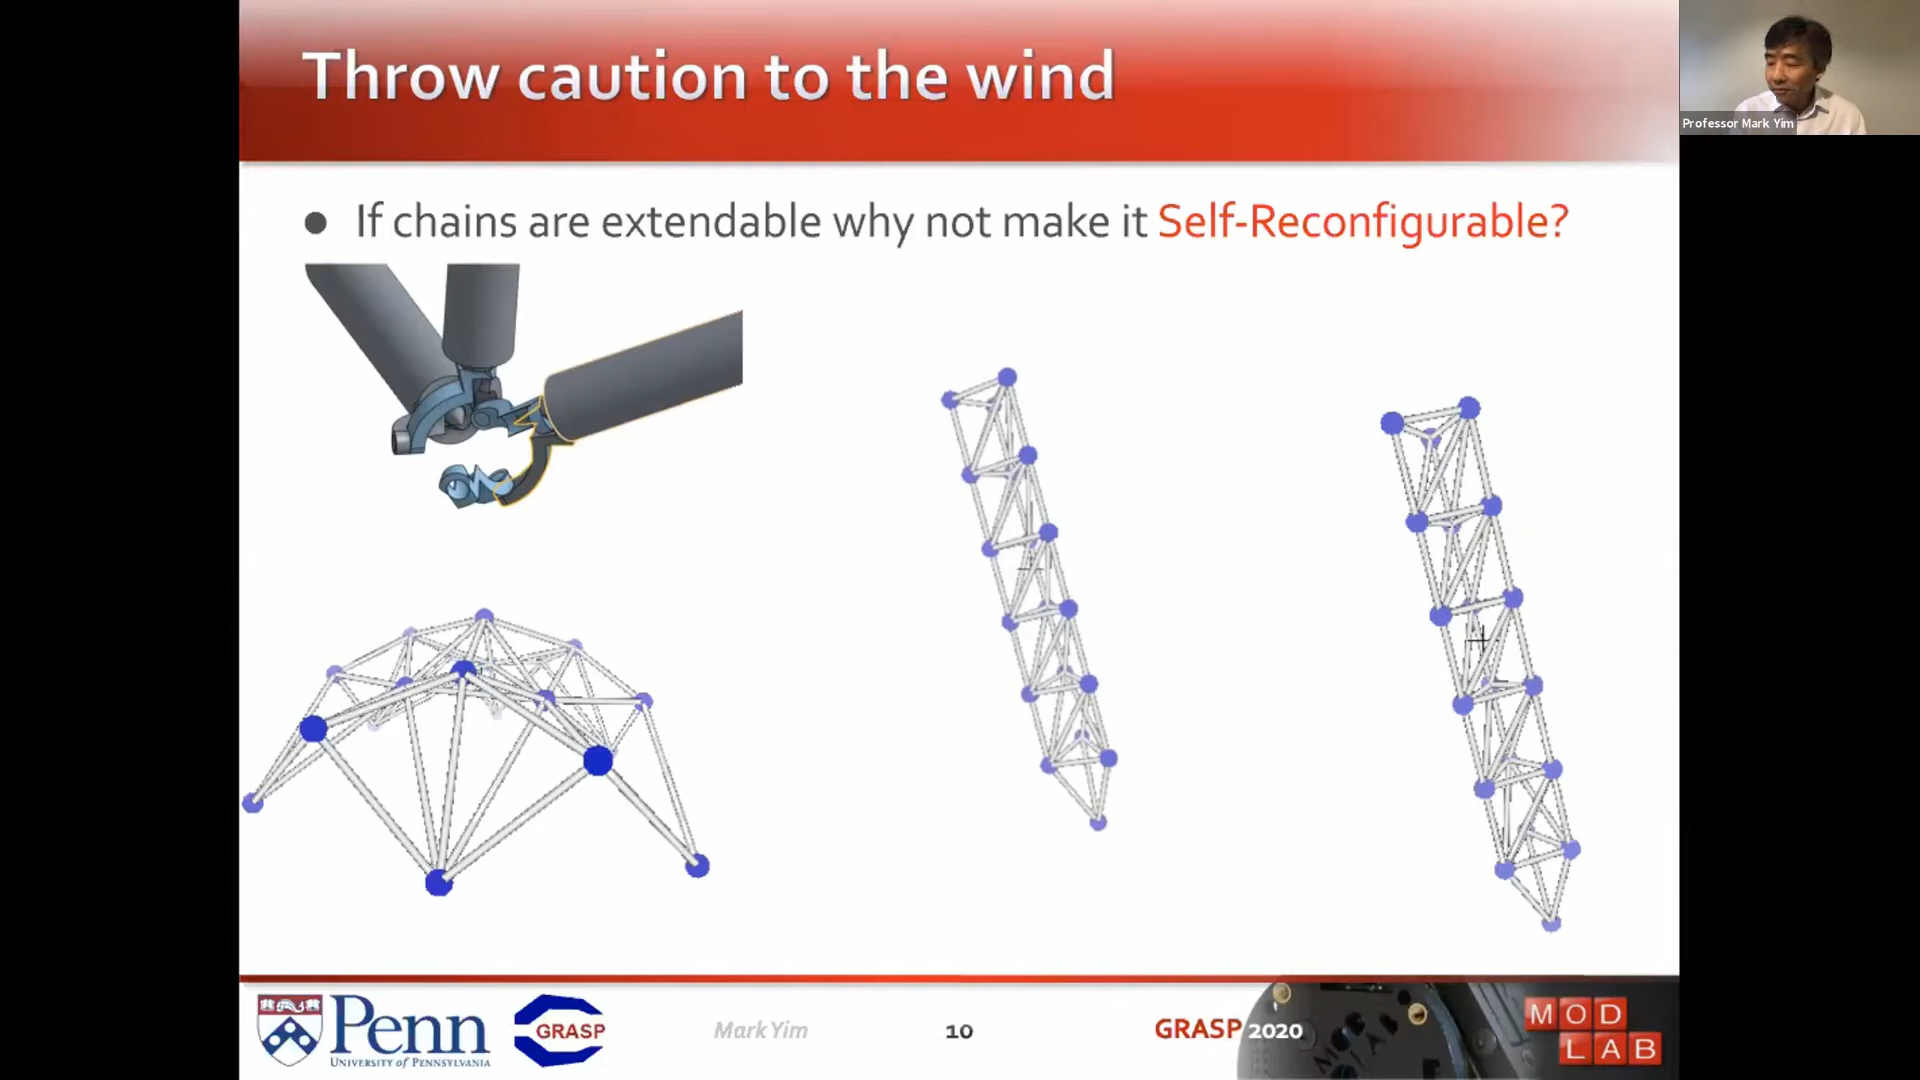 Throw caution to the wind
Professor Mark Yim
If chains are extendable why not make it Self-Reconfigurable?
Penn
UNIVERSITY of PENNSYLVANIA
GRASP
Mark Yim
10
GRASP 2020
MOD
LAB